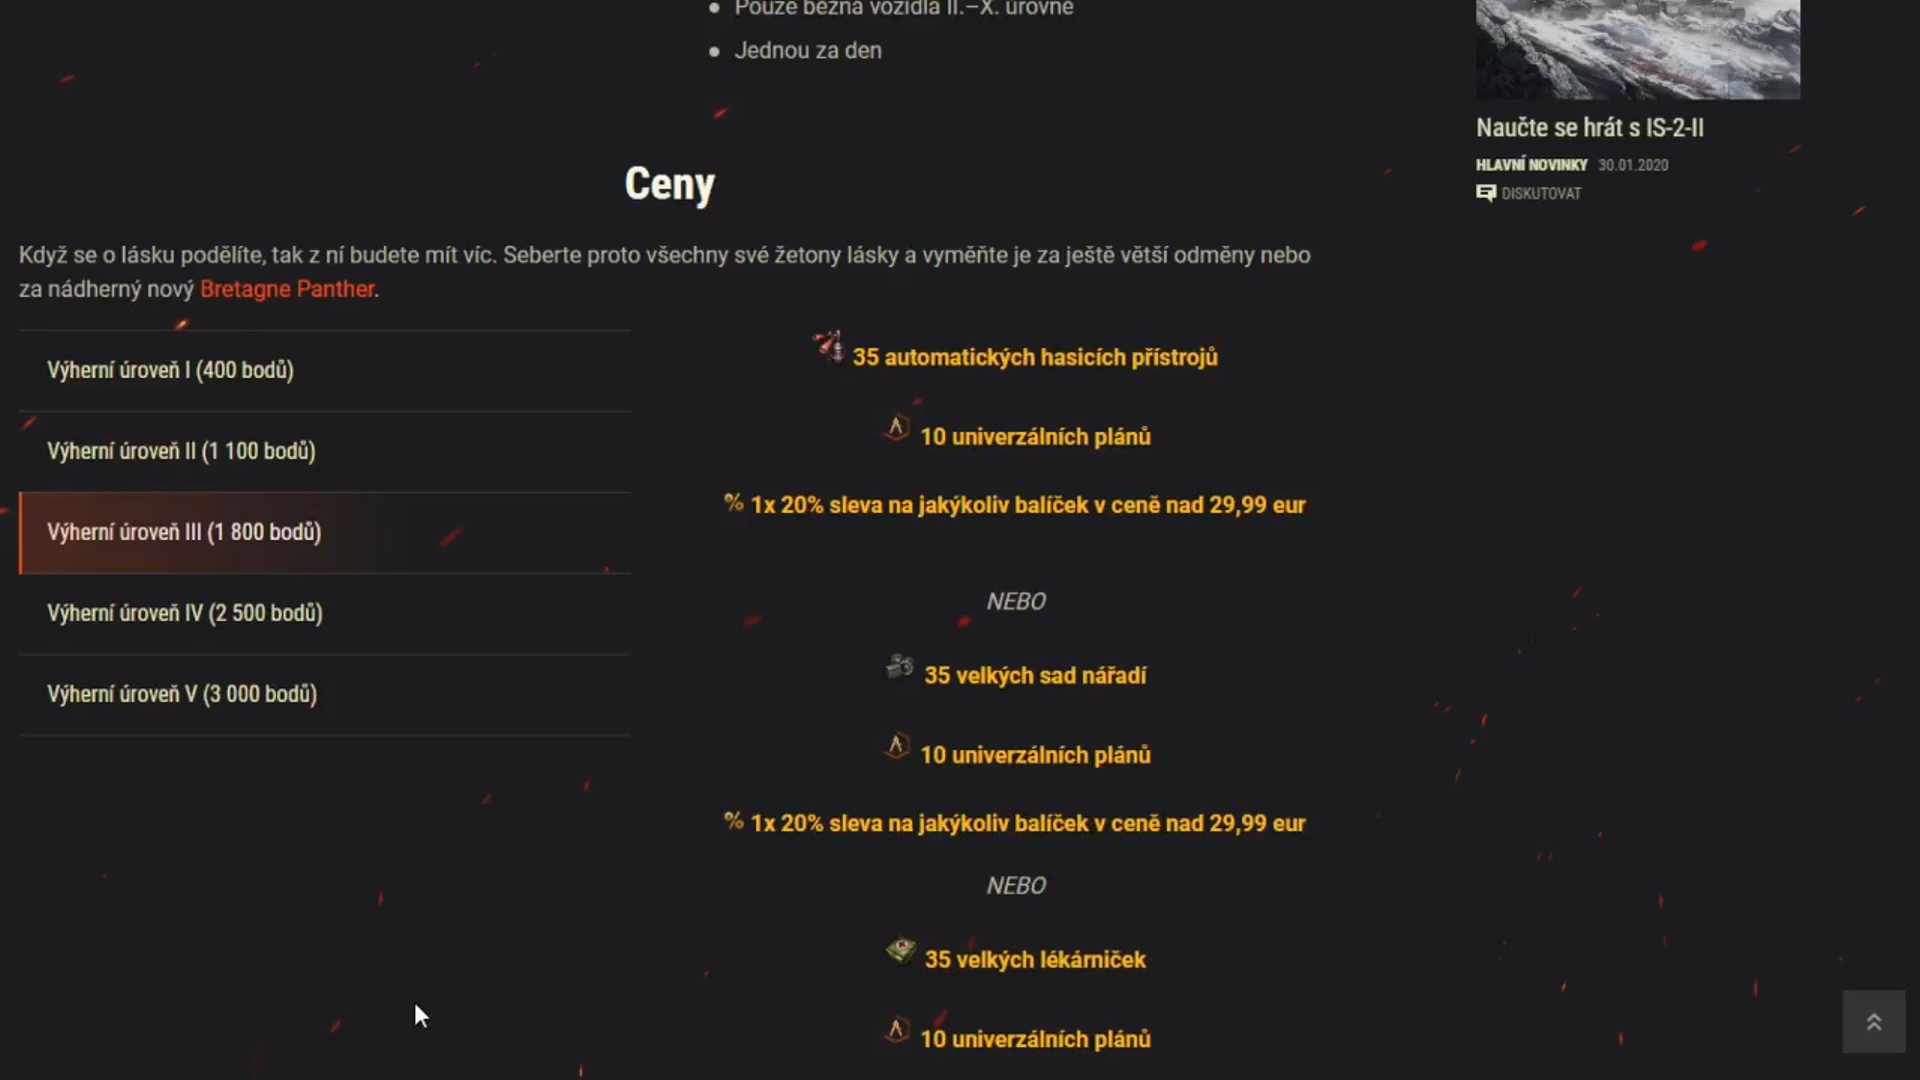 Pouze běžná vozidla II.–X. úrovně
Jednou za den
Naučte se hrát s IS-2-II
HLAVNÍ NOVINKY 30.01.2020
DISKUTOVAT
Ceny
Když se o lásku podělíte, tak z ní budete mít víc. Seberte proto všechny své žetony lásky a vyměňte je za ještě větší odměny nebo
za nádherný nový Bretagne Panther.
Výherní úroveň I (400 bodů)
Výherní úroveň II (1 100 bodů)
Výherní úroveň III (1 800 bodů)
Výherní úroveň IV (2 500 bodů)
Výherní úroveň V (3 000 bodů)
35 automatických hasicích přístrojů
10 univerzálních plánů
% 1x 20% sleva na jakýkoliv balíček v ceně nad 29,99 eur
NEBO
35 velkých sad nářadí
10 univerzálních plánů
% 1x 20% sleva na jakýkoliv balíček v ceně nad 29,99 eur
NEBO
35 velkých lékárniček
10 univerzálních plánů